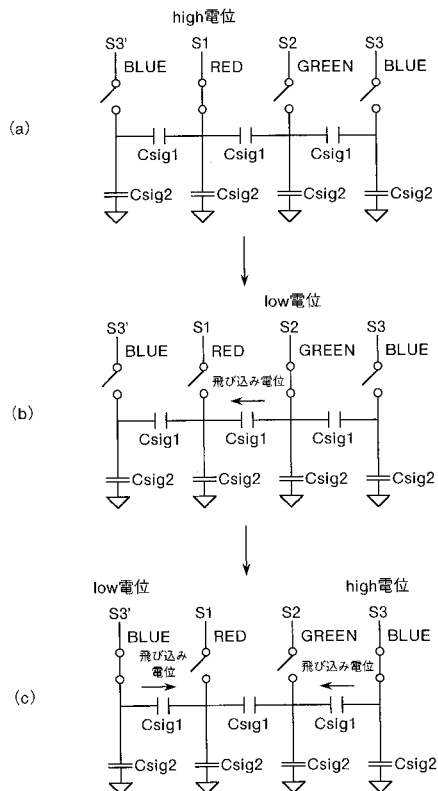 high電位
S3' S1 S2 S3
BLUE RED GREEN BLUE
(a)
Csig1 Csig1 Csig1
Csig2 Csig2 Csig2 Csig2
low電位
S3' S1 S2 S3
BLUE RED GREEN BLUE
飛び込み電位
(b)
Csig1 Csig1 Csig1
Csig2 Csig2 Csig2 Csig2
low電位 high電位
S3' S1 S2 S3
BLUE RED GREEN BLUE
飛び込み 飛び込み電位
電位
(c)
Csig1 Csig1 Csig1
Csig2 Csig2 Csig2 Csig2